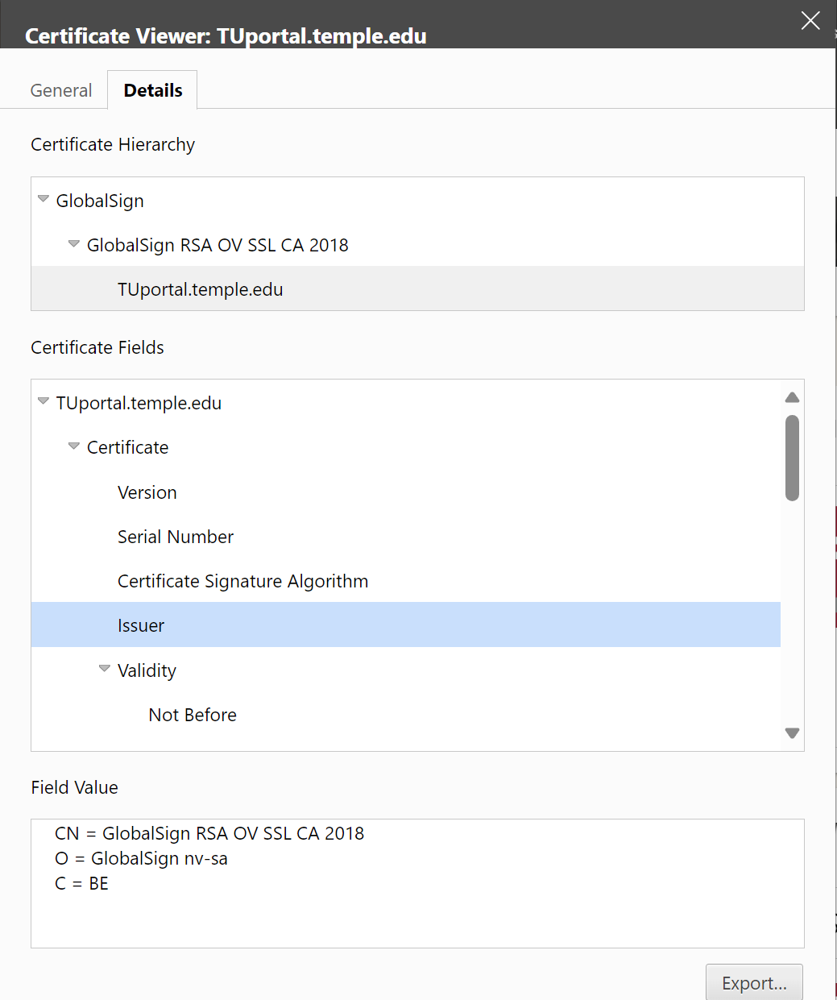 Certificate Viewer: TUportal.temple.edu
General Details
Certificate Hierarchy
GlobalSign
GlobalSign RSA OV SSL CA 2018
TUportal.temple.edu
Certificate Fields
TUportal.temple.edu
Certificate
Version
Serial Number
Certificate Signature Algorithm
Issuer
Validity
Not Before
Field Value
CN = GlobalSign RSA OV SSL CA 2018
O = GlobalSign nv-sa
C = BE
Export...